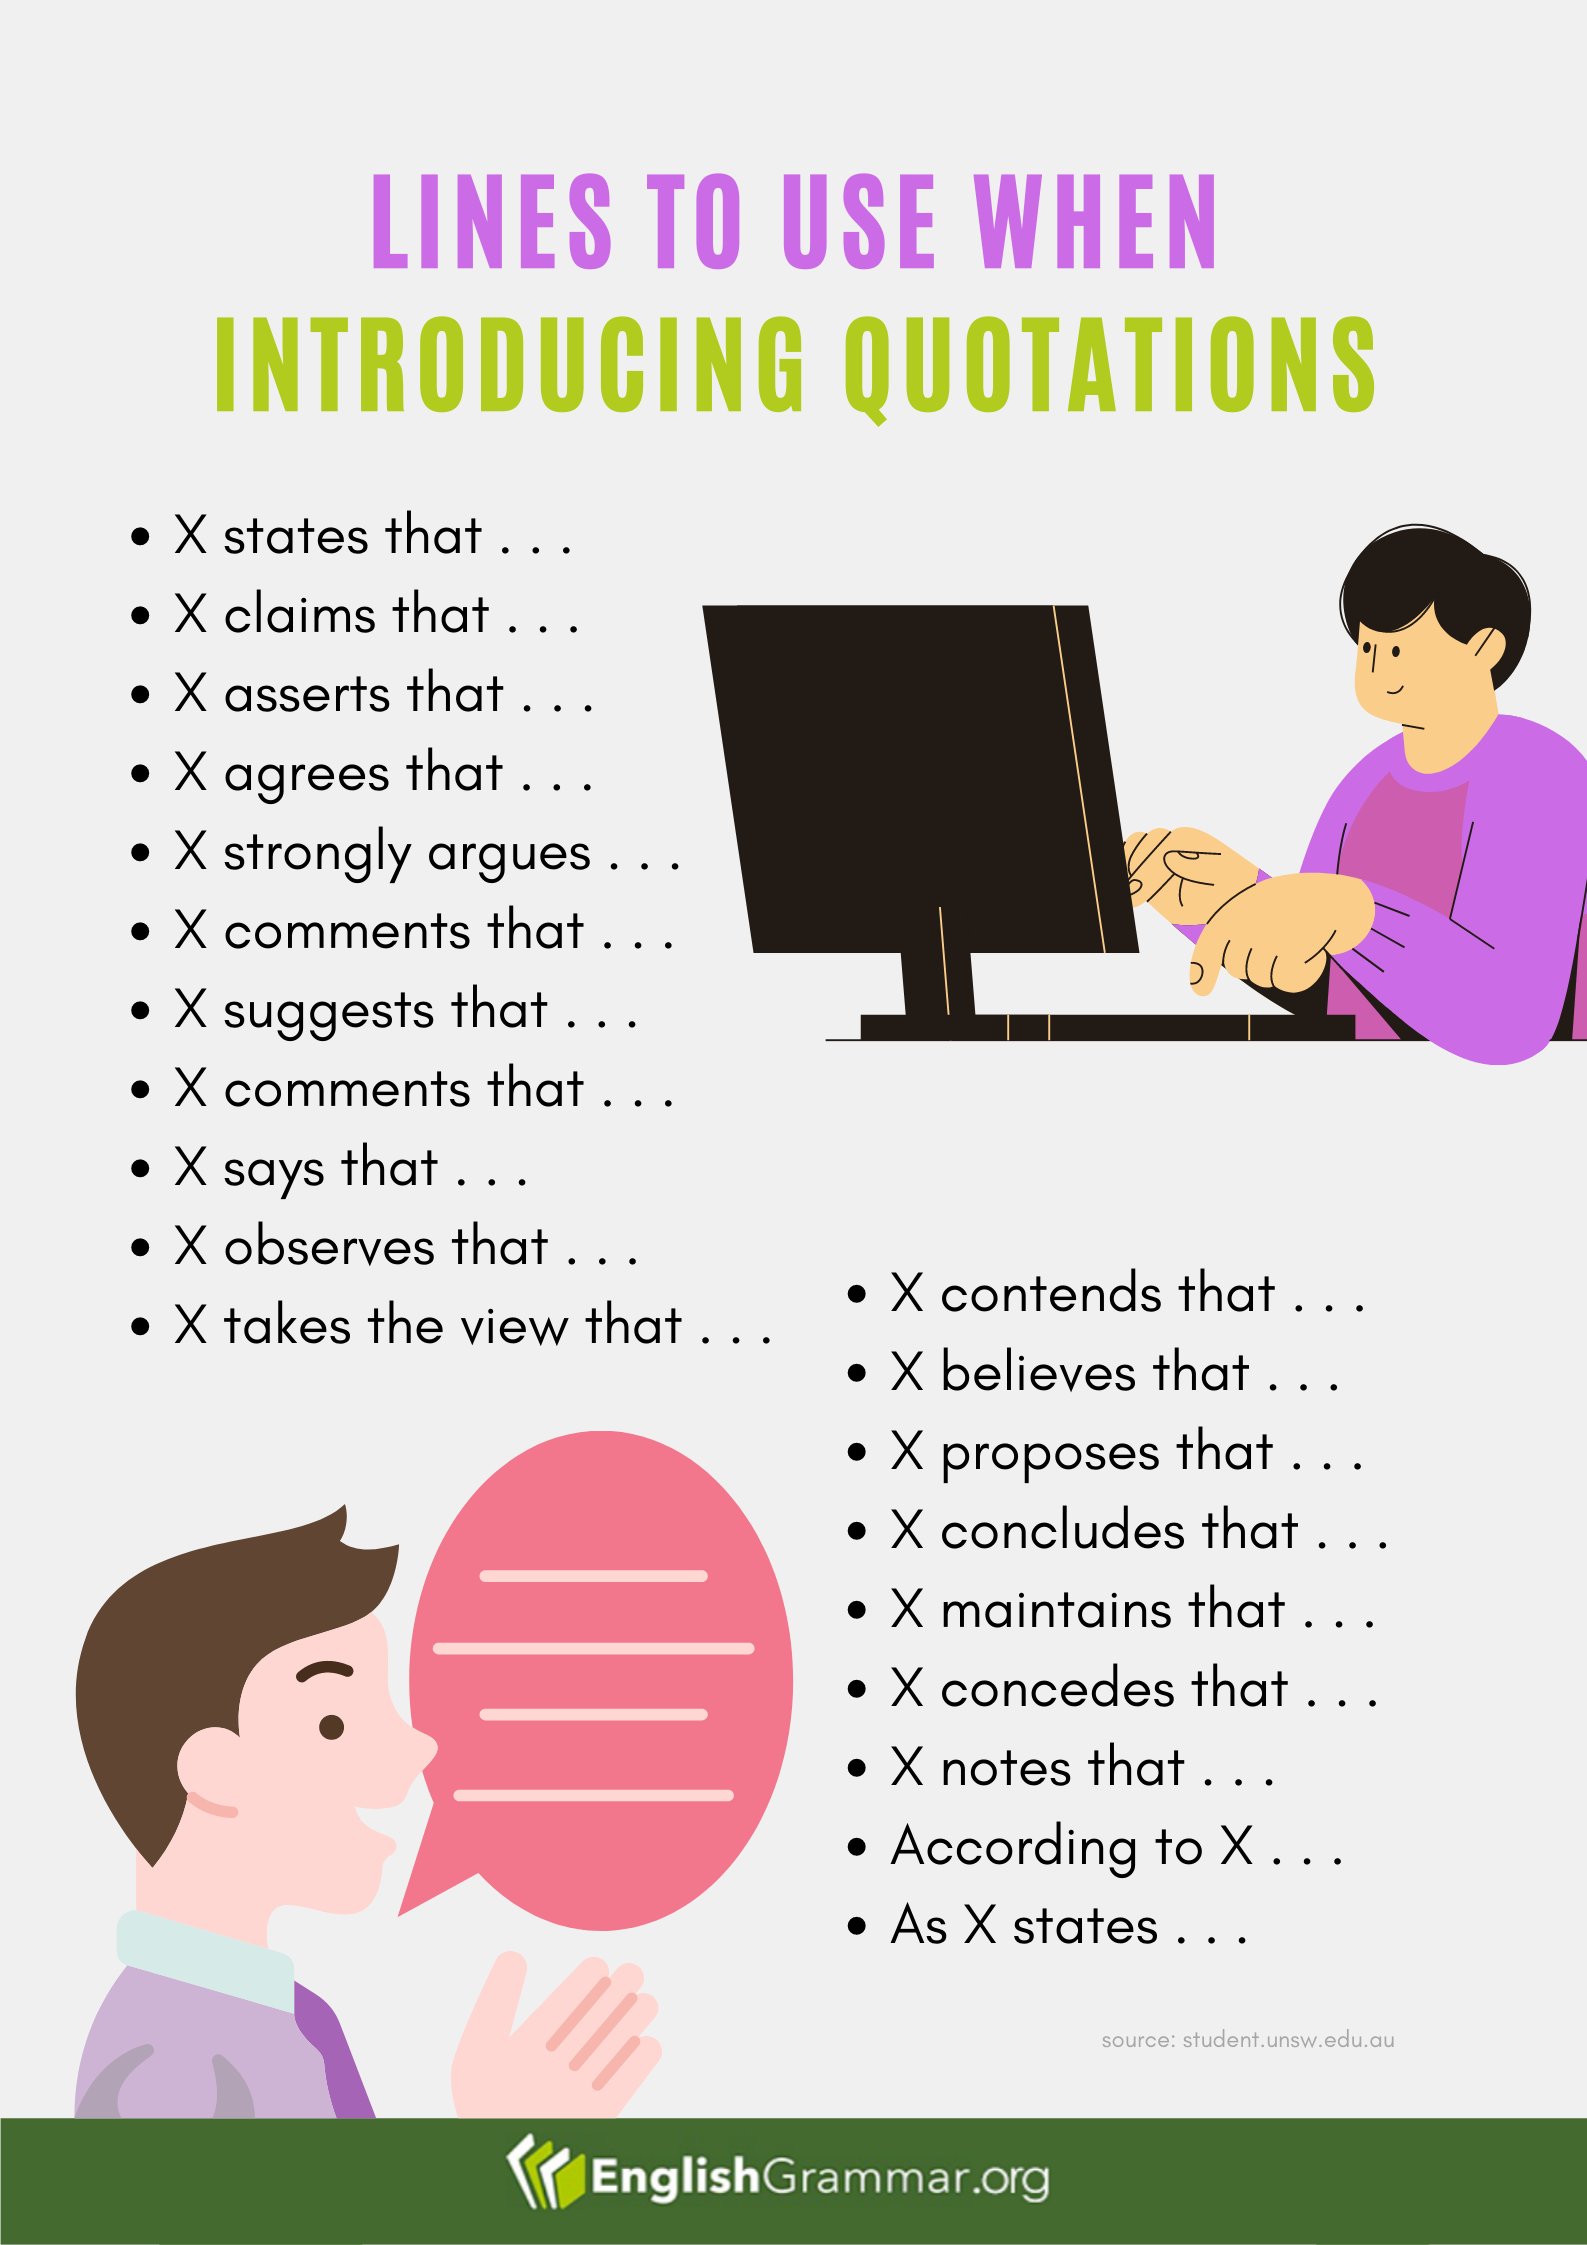 LINES TO USE WHEN
INTRODUCING QUOTATIONS
• X states that . . .
• X claims that . . .
• X asserts that . . .
• X agrees that . . .
• X strongly argues . . .
• X comments that . . .
• X suggests that . . .
• X comments that . . .
• X says that . . .
• X observes that . . .
• X takes the view that . . .
• X contends that . . .
• X believes that . . .
• X proposes that . . .
• X concludes that . . .
• X maintains that . . .
• X concedes that . . .
• X notes that . . .
• According to X . . .
• As X states . . .
source: student.unsw.edu.au
EnglishGrammar.org